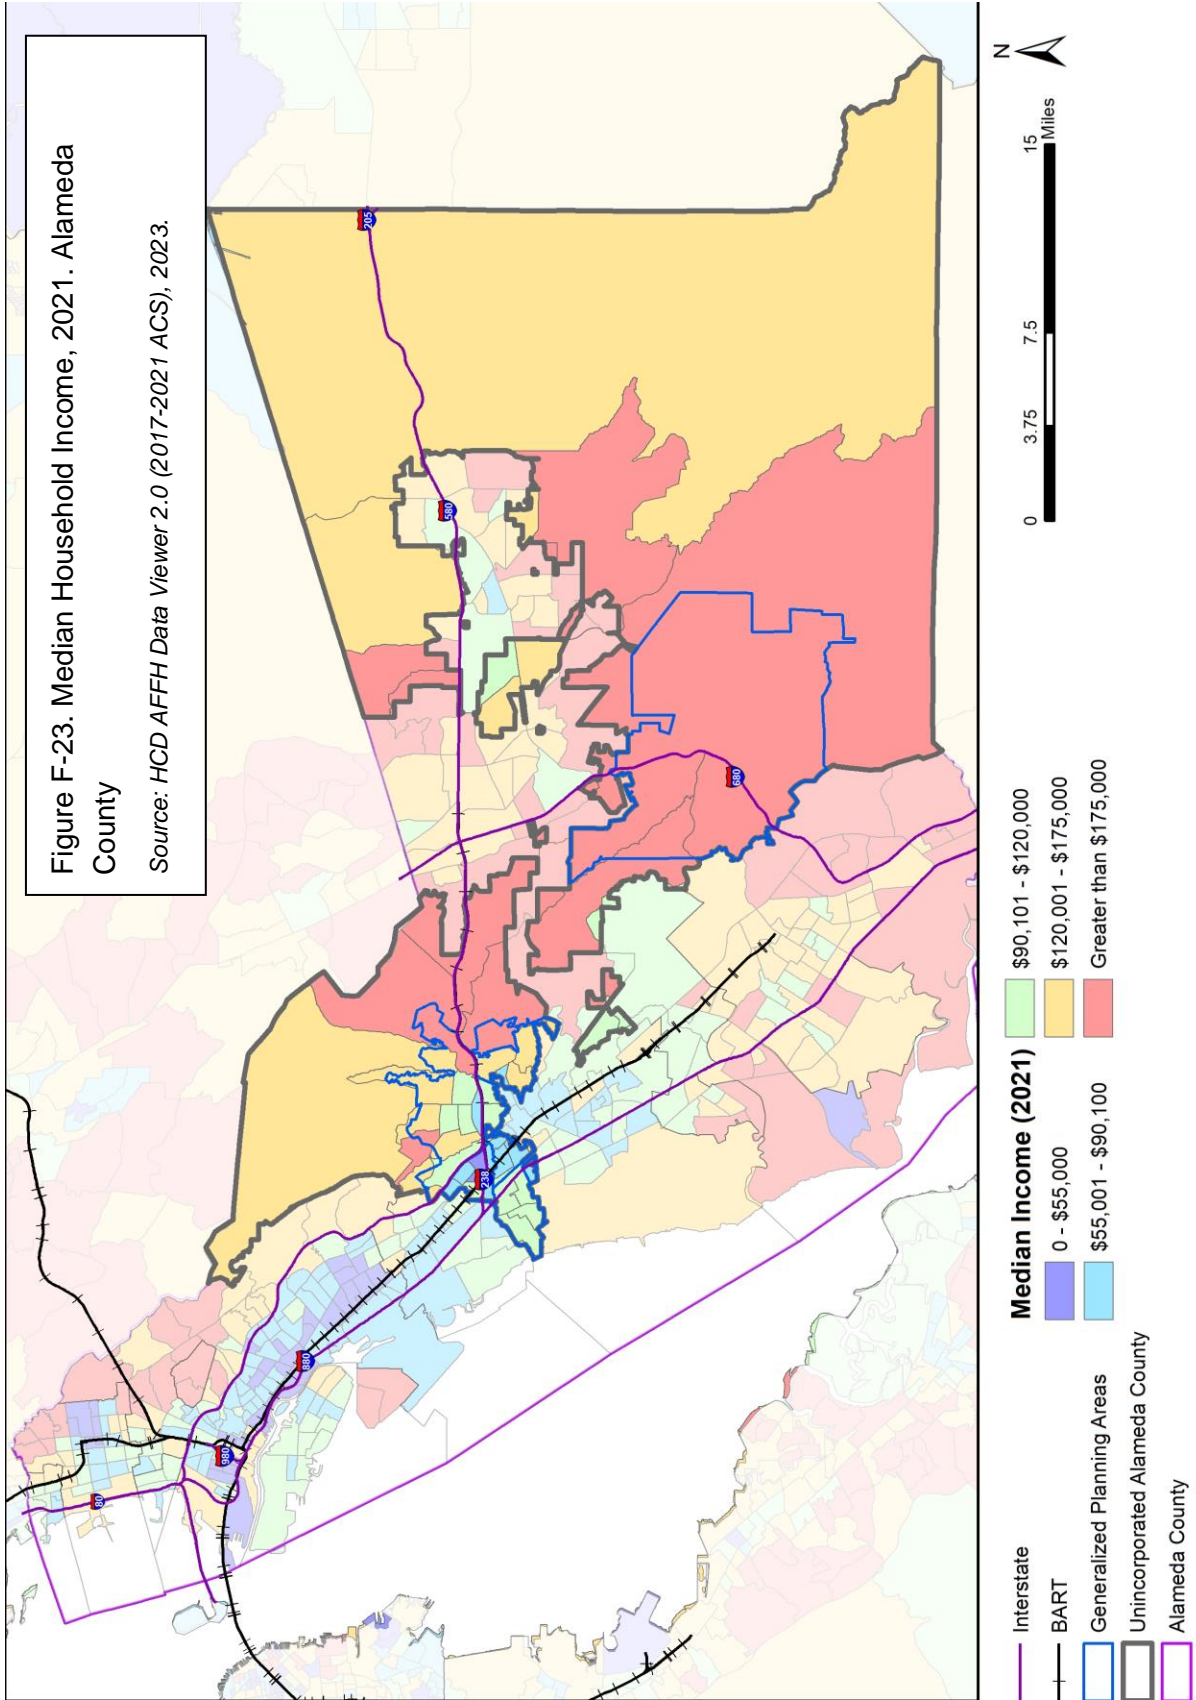 Figure F-23. Median Household Income, 2021. Alameda
County
Source: HCD AFFH Data Viewer 2.0 (2017-2021 ACS), 2023.
N
80
980
880
238
580
205
680
Interstate
BART
Generalized Planning Areas
Unincorporated Alameda County
Alameda County
Median Income (2021)
0 - $55,000
$55,001 - $90,100
$90,101 - $120,000
$120,001 - $175,000
Greater than $175,000
0 3.75 7.5 15
Miles